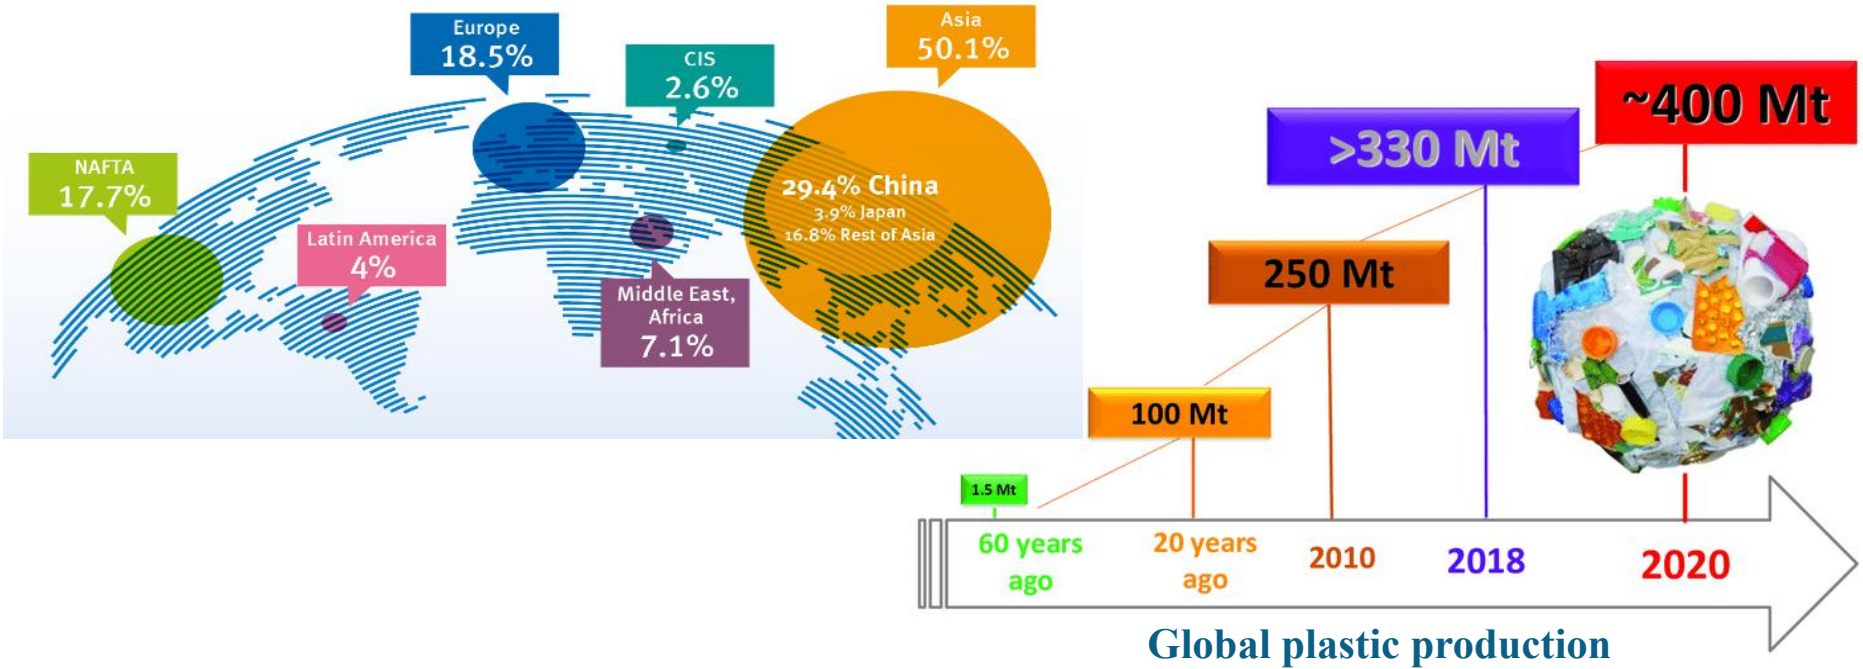 Europe
18.5%
CIS
2.6%
Asia
50.1%
NAFTA
17.7%
Latin America
4%
Middle East,
Africa
7.1%
29.4% China
3.9% Japan
16.8% Rest of Asia
1.5 Mt
100 Mt
250 Mt
>330 Mt
~400 Mt
60 years
ago
20 years
ago
2010
2018
2020
Global plastic production